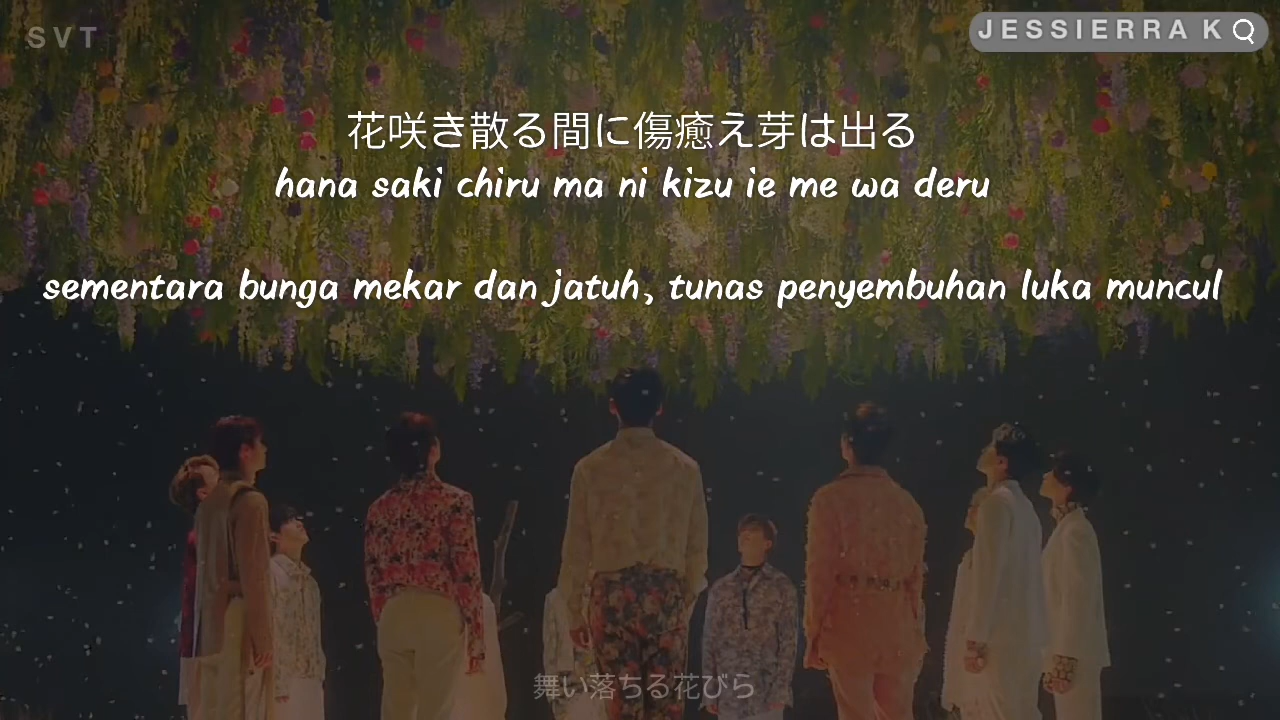 SVT
JESSIERRA K
花咲き散る間に傷癒え芽は出る
hana saki chiru ma ni kizu ie me wa deru
sementara bunga mekar dan jatuh, tunas penyembuhan luka muncul
舞い落ちる花びら